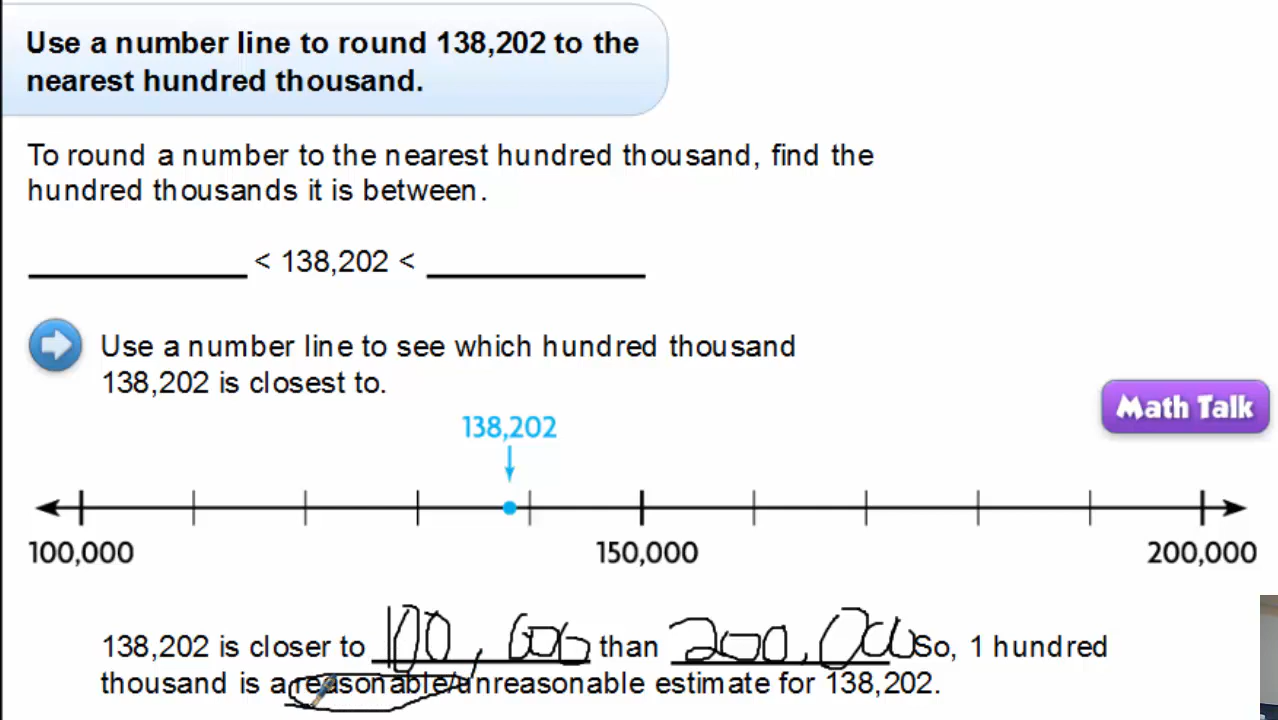 Use a number line to round 138,202 to the
nearest hundred thousand.
To round a number to the nearest hundred thousand, find the
hundred thousands it is between.
____________ < 138,202 < ____________
Use a number line to see which hundred thousand
138,202 is closest to.
138,202
Math Talk
100,000 150,000 200,000
138,202 is closer to 100,000 than 200,000 So, 1 hundred
thousand is a reasonable/unreasonable estimate for 138,202.